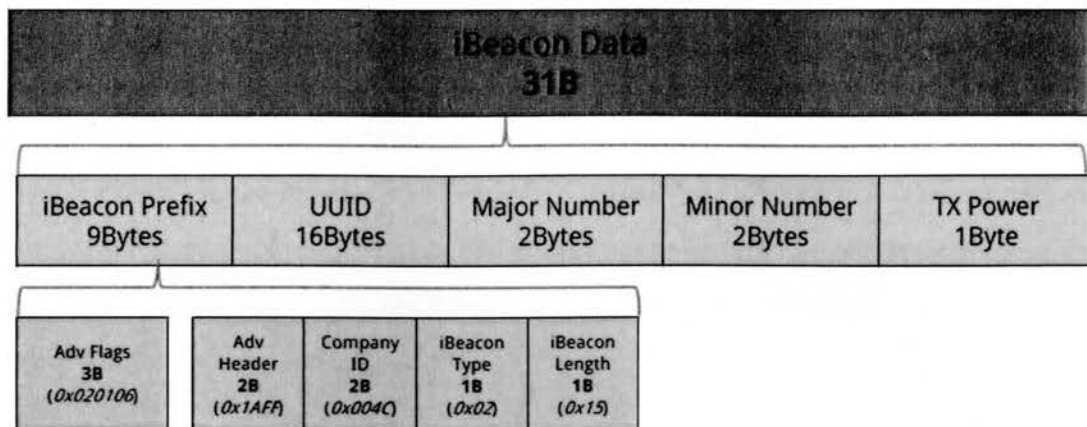 iBeacon Data
31B
iBeacon Prefix
9Bytes
UUID
16Bytes
Major Number
2Bytes
Minor Number
2Bytes
TX Power
1Byte
Adv Flags
3B
(0x020106)
Adv
Header
2B
(0x1AFF)
Company
ID
2B
(0x004C)
iBeacon
Type
1B
(0x02)
iBeacon
Length
1B
(0x15)